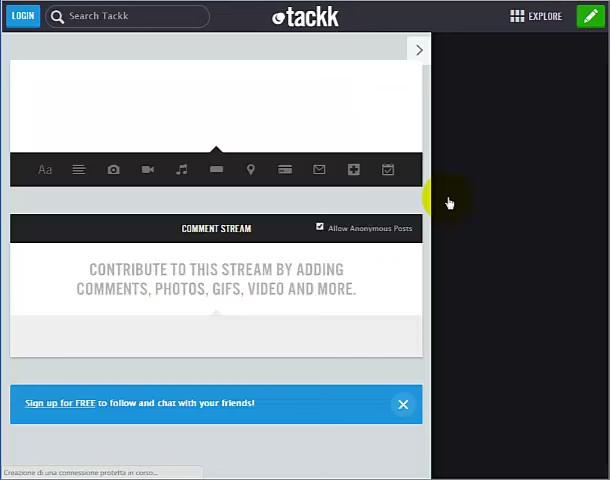 LOGIN
Search Tackk
tackk
EXPLORE
Aa
COMMENT STREAM
Allow Anonymous Posts
CONTRIBUTE TO THIS STREAM BY ADDING
COMMENTS, PHOTOS, GIFS, VIDEO AND MORE.
Sign up for FREE to follow and chat with your friends!
Creazione di una connessione protetta in corso...